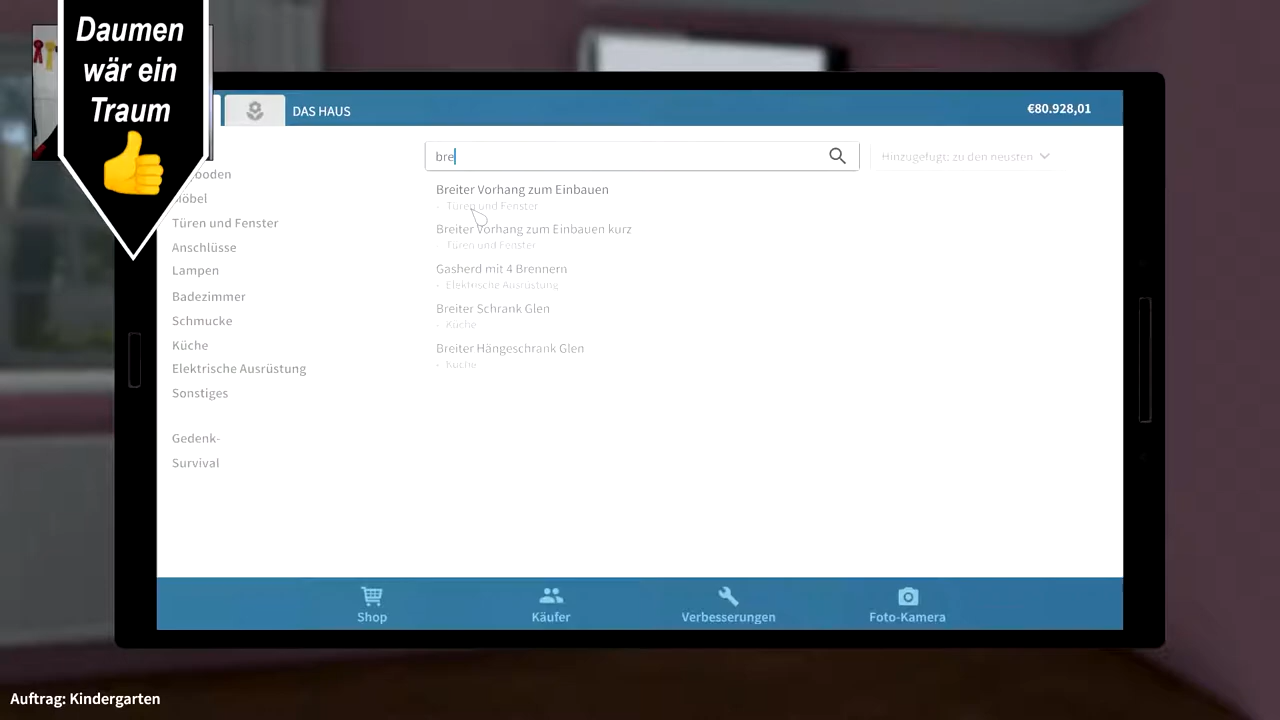 Daumen
wär ein
Traum
DAS HAUS
€80.928,01
bre
Hinzugefügt: zu den neusten
Breiter Vorhang zum Einbauen
- Türen und Fenster
Breiter Vorhang zum Einbauen kurz
Türen und Fenster
Gasherd mit 4 Brennern
- Elektrische Ausrüstung
Breiter Schrank Glen
- Küche
Breiter Hängeschrank Glen
- Küche
Möbel
Türen und Fenster
Anschlüsse
Lampen
Badezimmer
Schmucke
Küche
Elektrische Ausrüstung
Sonstiges
Gedenk-
Survival
Shop
Käufer
Verbesserungen
Foto-Kamera
Auftrag: Kindergarten